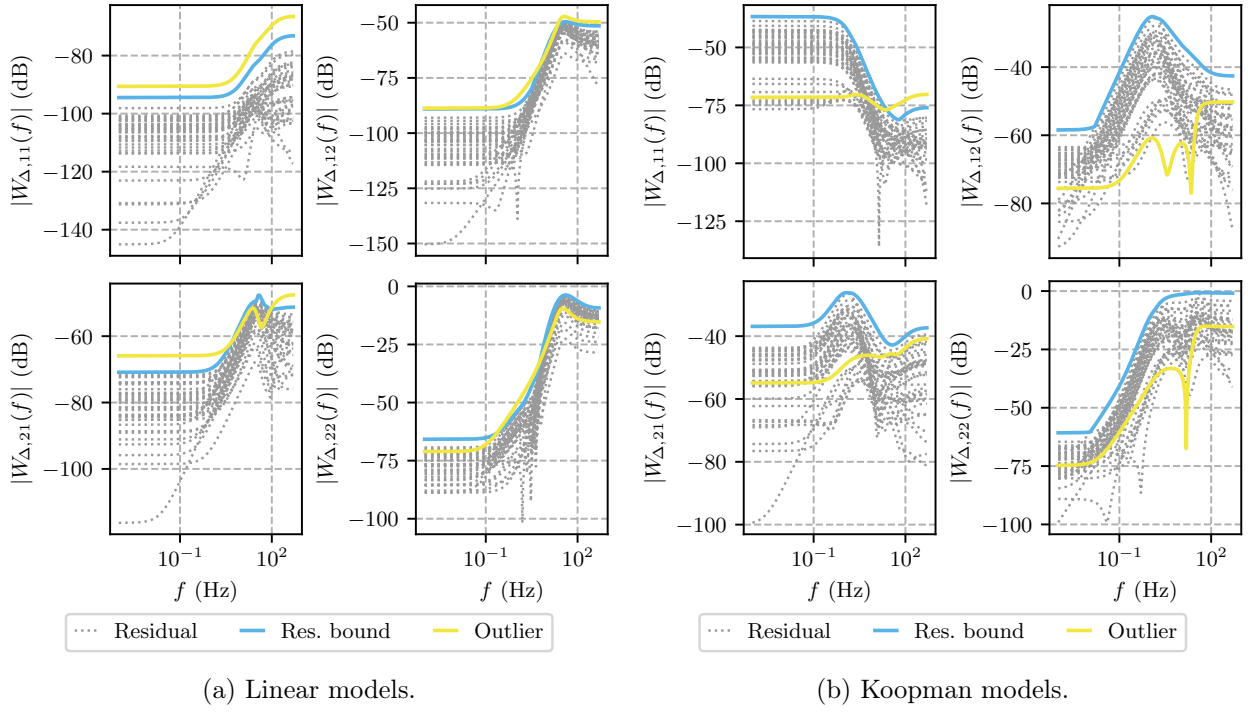 |W_{Δ,11}(f)| (dB)
−80
−100
−120
−140
|W_{Δ,12}(f)| (dB)
−50
−75
−100
−125
−150
|W_{Δ,11}(f)| (dB)
−50
−75
−100
−125
|W_{Δ,12}(f)| (dB)
−40
−60
−80
|W_{Δ,21}(f)| (dB)
−60
−80
−100
10^{−1} 10^{2}
f (Hz)
|W_{Δ,22}(f)| (dB)
0
−25
−50
−75
−100
10^{−1} 10^{2}
f (Hz)
|W_{Δ,21}(f)| (dB)
−40
−60
−80
−100
10^{−1} 10^{2}
f (Hz)
|W_{Δ,22}(f)| (dB)
0
−25
−50
−75
−100
10^{−1} 10^{2}
f (Hz)
Residual Res. bound Outlier
Residual Res. bound Outlier
(a) Linear models.
(b) Koopman models.